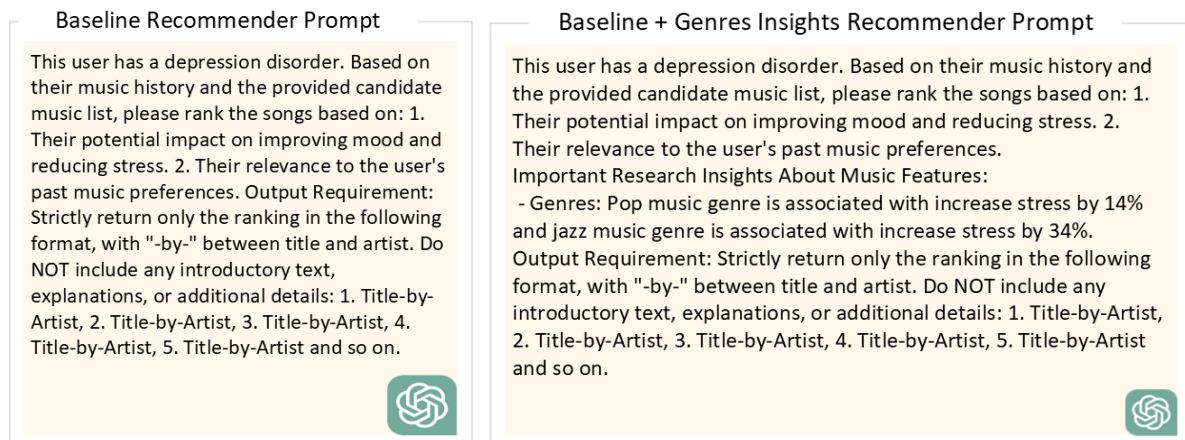 Baseline Recommender Prompt
This user has a depression disorder. Based on
their music history and the provided candidate
music list, please rank the songs based on: 1.
Their potential impact on improving mood and
reducing stress. 2. Their relevance to the user's
past music preferences. Output Requirement:
Strictly return only the ranking in the following
format, with "-by-" between title and artist. Do
NOT include any introductory text,
explanations, or additional details: 1. Title-by-
Artist, 2. Title-by-Artist, 3. Title-by-Artist, 4.
Title-by-Artist, 5. Title-by-Artist and so on.
Baseline + Genres Insights Recommender Prompt
This user has a depression disorder. Based on their music history and
the provided candidate music list, please rank the songs based on: 1.
Their potential impact on improving mood and reducing stress. 2.
Their relevance to the user's past music preferences.
Important Research Insights About Music Features:
- Genres: Pop music genre is associated with increase stress by 14%
and jazz music genre is associated with increase stress by 34%.
Output Requirement: Strictly return only the ranking in the following
format, with "-by-" between title and artist. Do NOT include any
introductory text, explanations, or additional details: 1. Title-by-Artist,
2. Title-by-Artist, 3. Title-by-Artist, 4. Title-by-Artist, 5. Title-by-Artist
and so on.